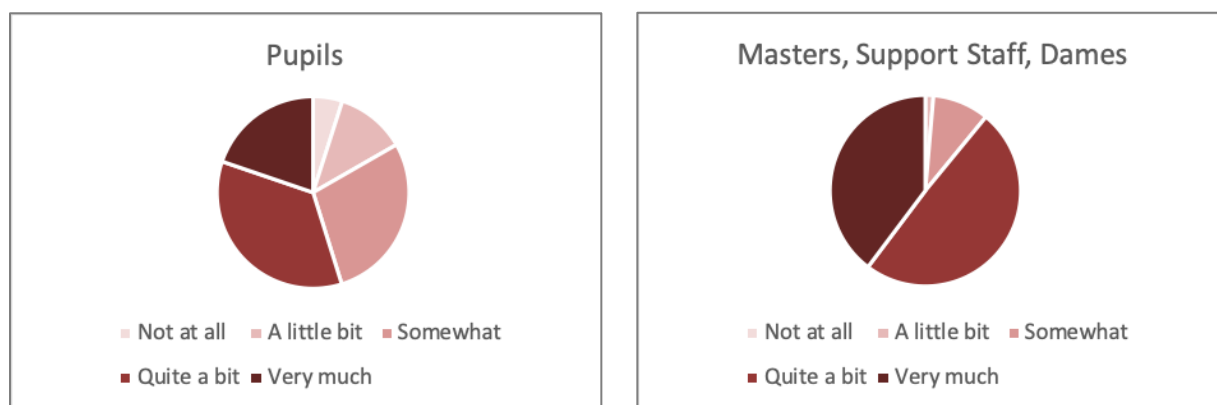 Pupils
Not at all
A little bit
Somewhat
Quite a bit
Very much
Masters, Support Staff, Dames
Not at all
A little bit
Somewhat
Quite a bit
Very much